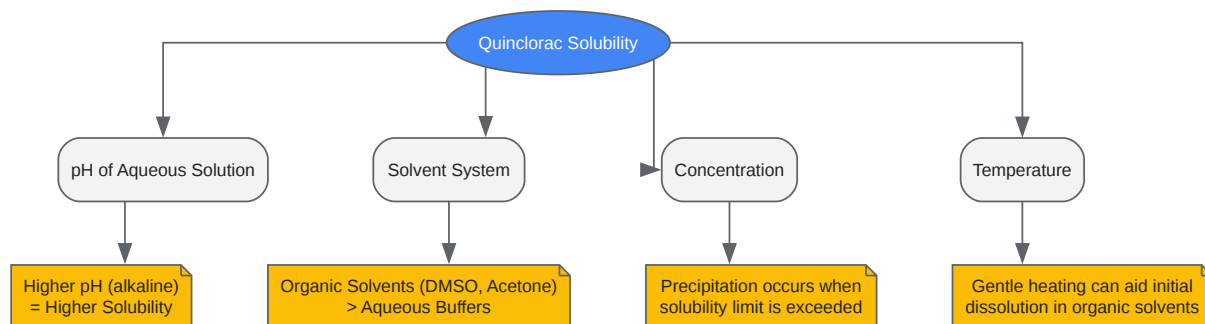 Quinclorac Solubility
pH of Aqueous Solution
Solvent System
Concentration
Temperature
Higher pH (alkaline)
= Higher Solubility
Organic Solvents (DMSO, Acetone)
> Aqueous Buffers
Precipitation occurs when
solubility limit is exceeded
Gentle heating can aid initial
dissolution in organic solvents